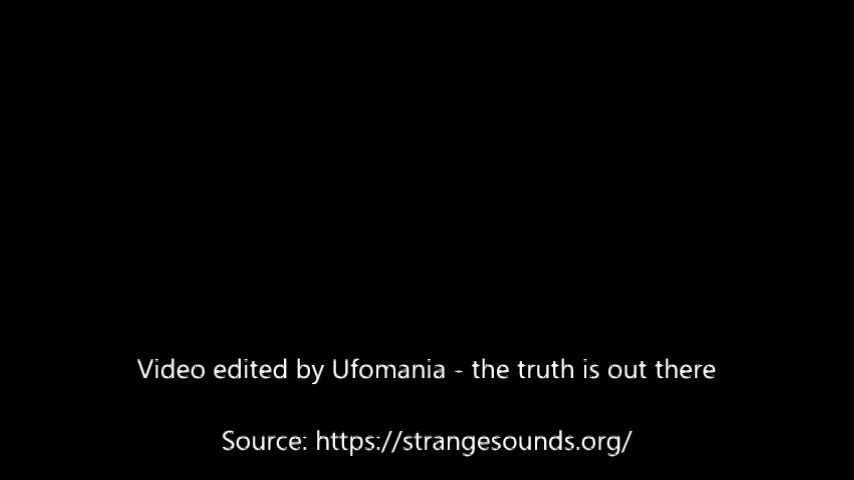 Video edited by Ufomania - the truth is out there
Source: https://strangesounds.org/